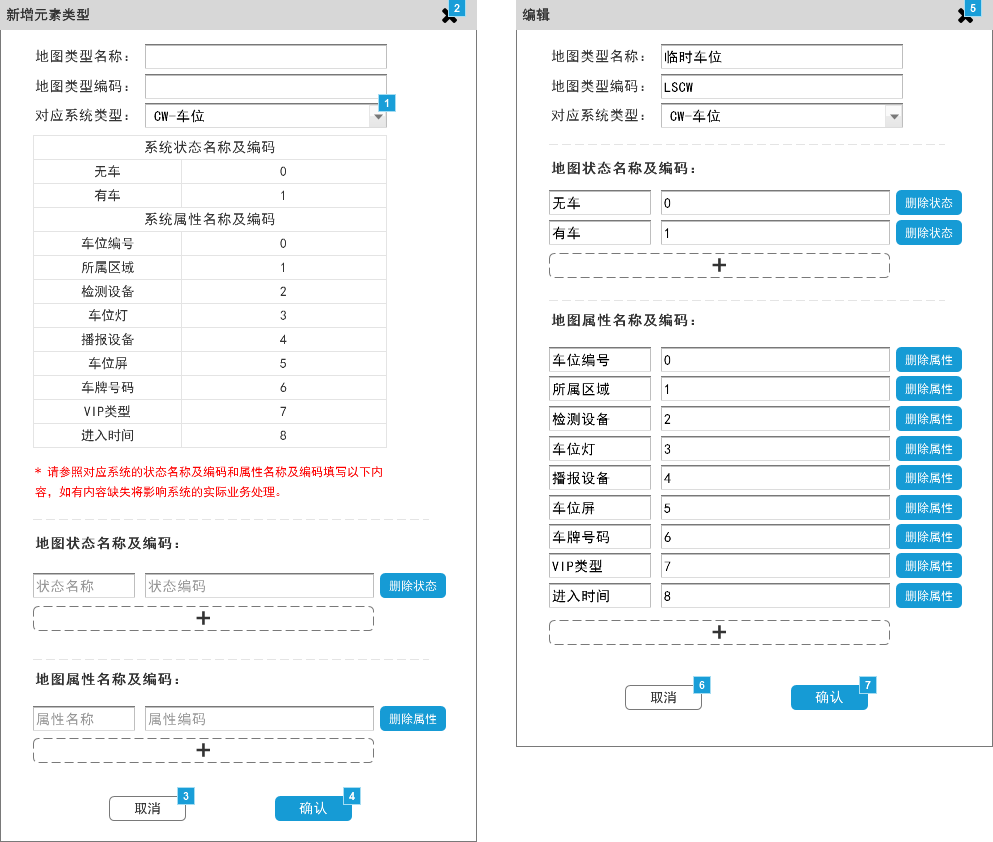 新增元素类型
2
地图类型名称：
地图类型编码：
对应系统类型：
CW-车位
1
系统状态名称及编码
无车 0
有车 1
系统属性名称及编码
车位编号 0
所属区域 1
检测设备 2
车位灯 3
播报设备 4
车位屏 5
车牌号码 6
VIP类型 7
进入时间 8
* 请参照对应系统的状态名称及编码和属性名称及编码填写以下内
容，如有内容缺失将影响系统的实际业务处理。
地图状态名称及编码：
状态名称 状态编码 删除状态
+
地图属性名称及编码：
属性名称 属性编码 删除属性
+
取消 3
确认 4
编辑
5
地图类型名称： 临时车位
地图类型编码： LSCW
对应系统类型： CW-车位
地图状态名称及编码：
无车 0 删除状态
有车 1 删除状态
+
地图属性名称及编码：
车位编号 0 删除属性
所属区域 1 删除属性
检测设备 2 删除属性
车位灯 3 删除属性
播报设备 4 删除属性
车位屏 5 删除属性
车牌号码 6 删除属性
VIP类型 7 删除属性
进入时间 8 删除属性
+
取消 6
确认 7